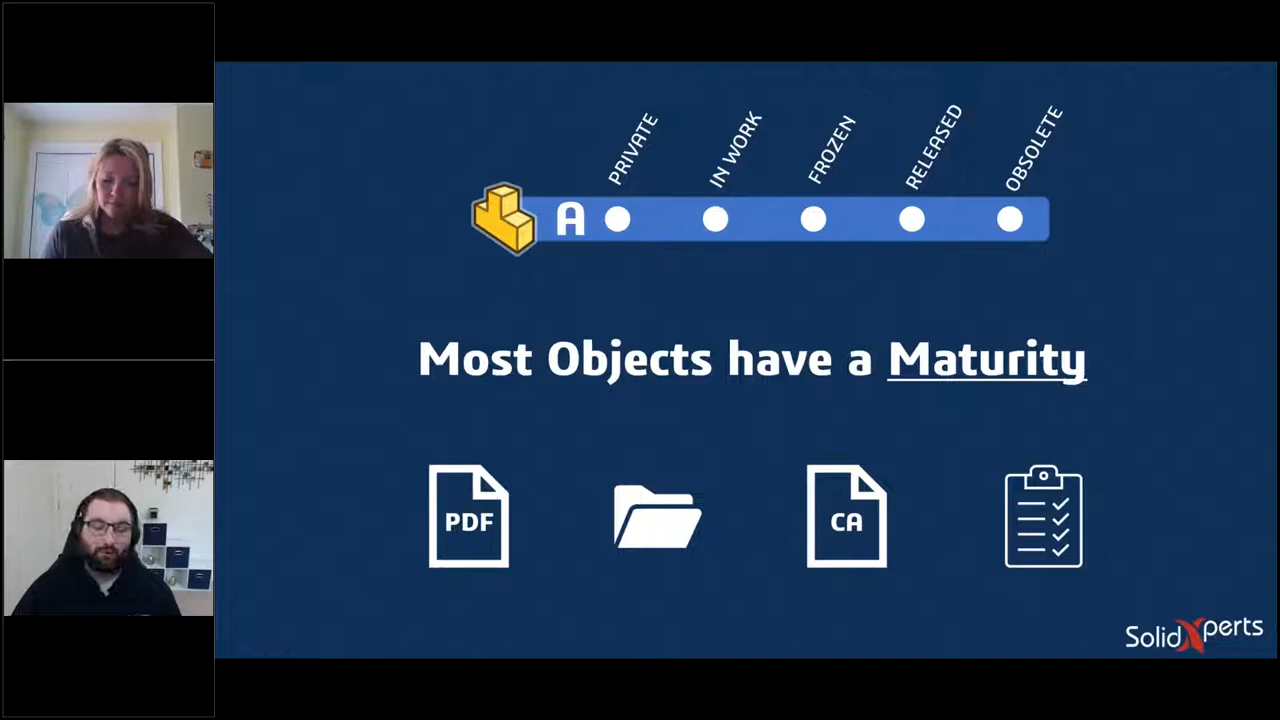 PRIVATE
IN WORK
FROZEN
RELEASED
OBSOLETE
A
Most Objects have a Maturity
PDF
CA
SolidXperts